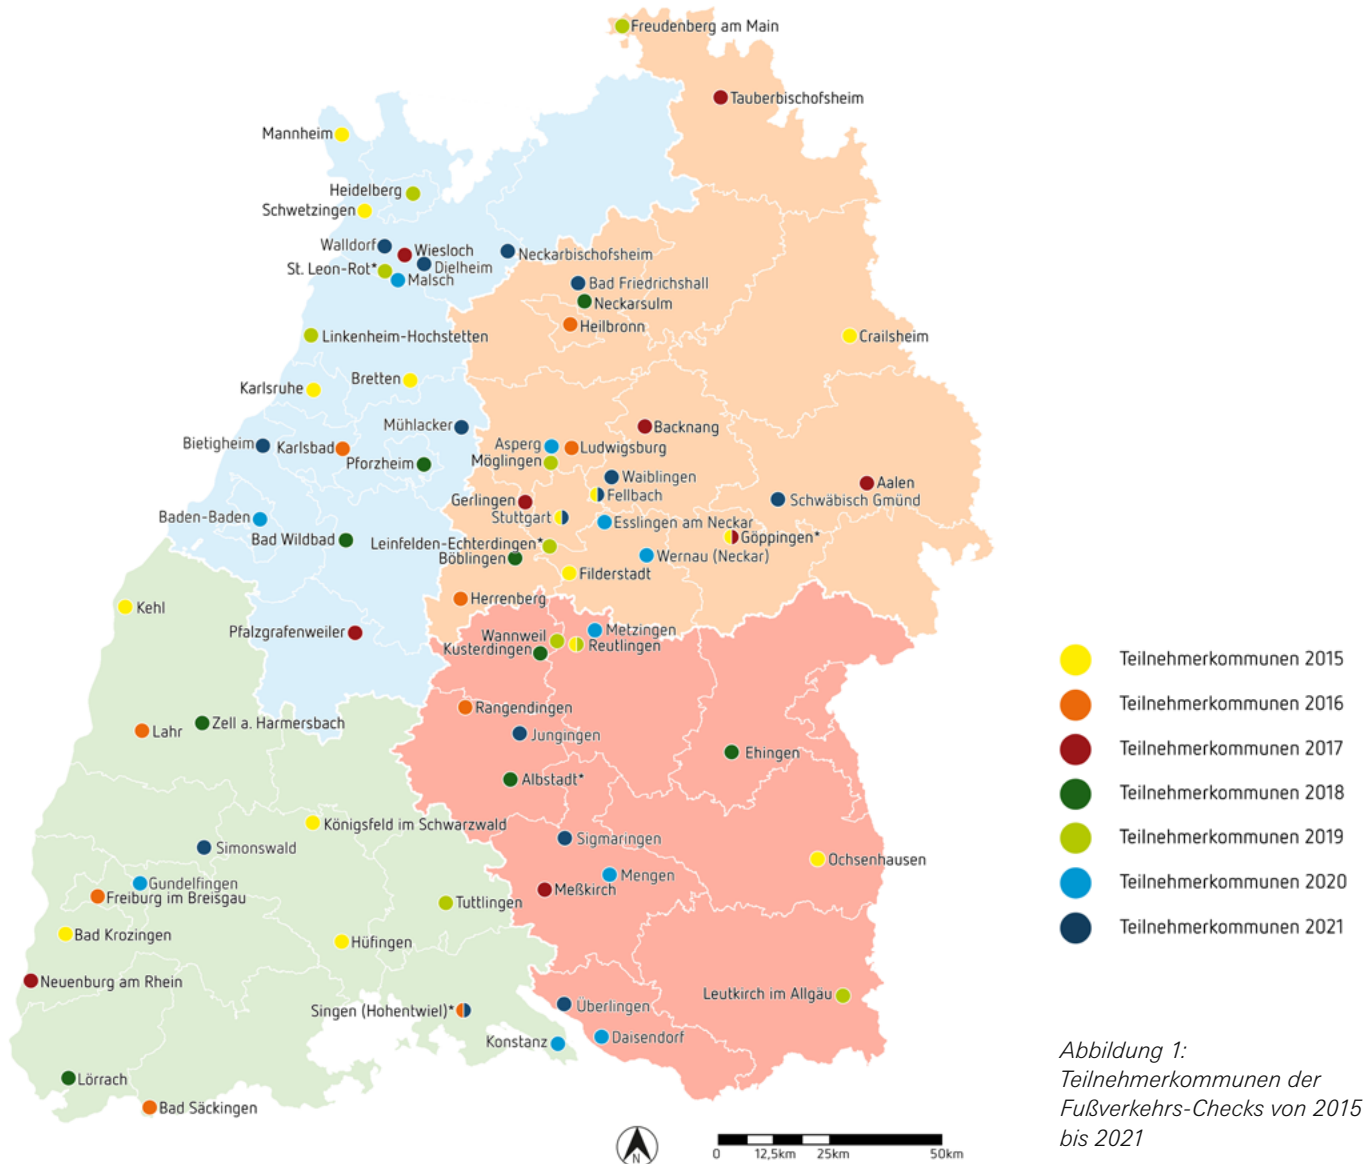 Freudenberg am Main
Tauberbischofsheim
Mannheim
Heidelberg
Schwetzingen
Walldorf
Wiesloch
Neckarbischofsheim
St. Leon-Rot*
Dielheim
Malsch
Bad Friedrichshall
Neckarsulm
Heilbronn
Linkenheim-Hochstetten
Crailsheim
Bretten
Karlsruhe
Mühlacker
Backnang
Bietigheim
Karlsbad
Asperg
Ludwigsburg
Pforzheim
Möglingen
Waiblingen
Aalen
Fellbach
Schwäbisch Gmünd
Gerlingen
Stuttgart
Esslingen am Neckar
Baden-Baden
Bad Wildbad
Leinfelden-Echterdingen*
Göppingen*
Böblingen
Wernau (Neckar)
Filderstadt
Herrenberg
Kehl
Pfalzgrafenweiler
Wannweil
Metzingen
Kusterdingen
Reutlingen
Rangendingen
Zell a. Harmersbach
Lahr
Jungingen
Ehingen
Albstadt*
Königsfeld im Schwarzwald
Simonswald
Sigmaringen
Ochsenhausen
Gundelfingen
Mengen
Freiburg im Breisgau
Meßkirch
Tuttlingen
Bad Krozingen
Hüfingen
Neuenburg am Rhein
Leutkirch im Allgäu
Singen (Hohentwiel)*
Überlingen
Konstanz
Daisendorf
Lörrach
Bad Säckingen
Teilnehmerkommunen 2015
Teilnehmerkommunen 2016
Teilnehmerkommunen 2017
Teilnehmerkommunen 2018
Teilnehmerkommunen 2019
Teilnehmerkommunen 2020
Teilnehmerkommunen 2021
Abbildung 1:
Teilnehmerkommunen der
Fußverkehrs-Checks von 2015
bis 2021
N
0 12,5km 25km 50km